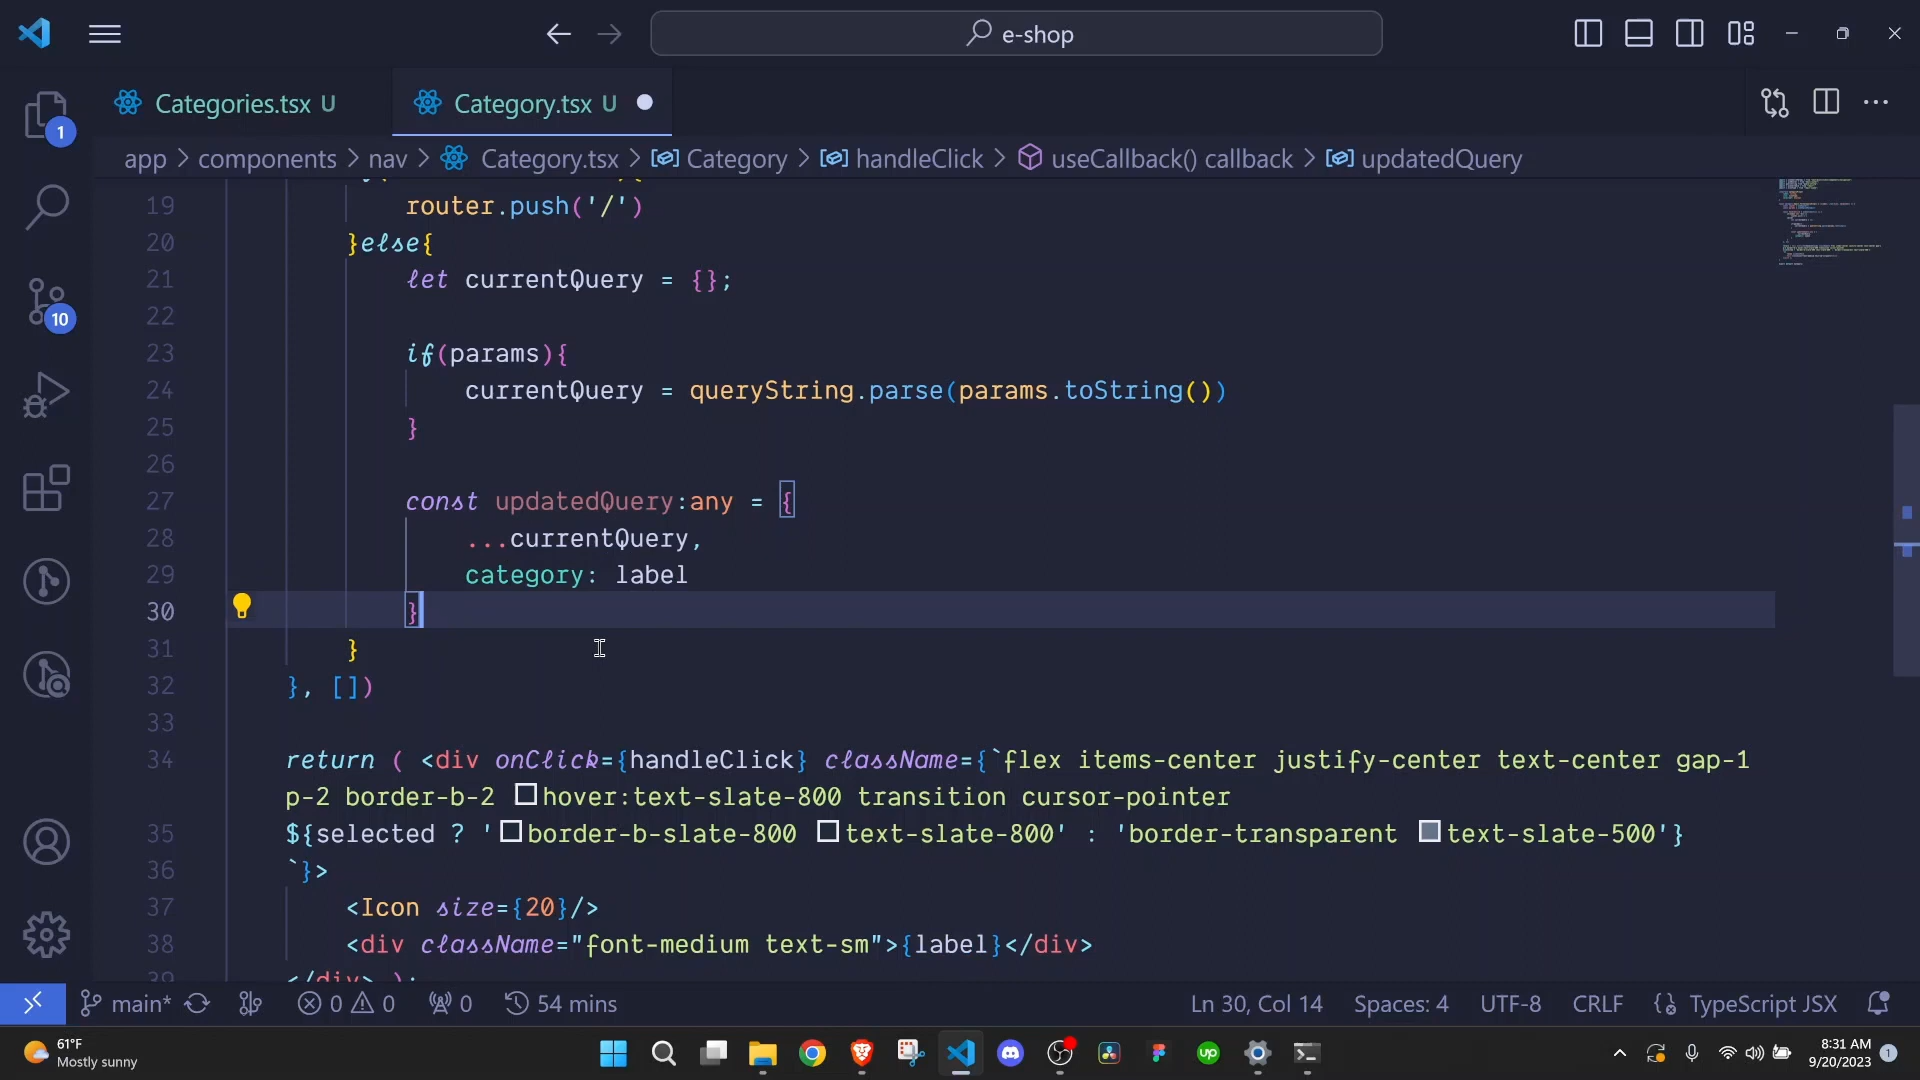 e-shop
Categories.tsx U
Category.tsx U
app > components > nav > Category.tsx > Category > handleClick > useCallback() callback > updatedQuery
1
10
19 router.push('/')
20 }else{
21 let currentQuery = {};
22
23 if(params){
24 currentQuery = queryString.parse(params.toString())
25 }
26
27 const updatedQuery:any = {
28 ...currentQuery,
29 category: label
30 }
31 }
32 }, [])
33
34 return ( <div onClick={handleClick} className={`flex items-center justify-center text-center gap-1
p-2 border-b-2 hover:text-slate-800 transition cursor-pointer
35 ${selected ? 'border-b-slate-800 text-slate-800' : 'border-transparent text-slate-500'}
36 `}>
37 <Icon size={20}/>
38 <div className="font-medium text-sm">{label}</div>
39 </div> );
main* 0 0 0 54 mins Ln 30, Col 14 Spaces: 4 UTF-8 CRLF TypeScript JSX
61°F
Mostly sunny
up
8:31 AM
9/20/2023
1